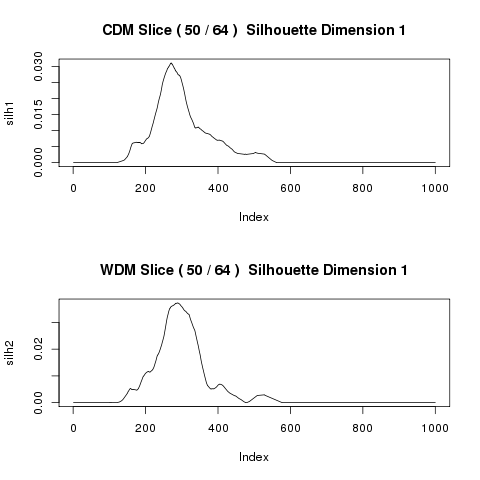 CDM Slice ( 50 / 64 )  Silhouette Dimension 1
silh1
0.030
0.015
0.000
0 200 400 600 800 1000
Index
WDM Slice ( 50 / 64 )  Silhouette Dimension 1
silh2
0.02
0.00
0 200 400 600 800 1000
Index